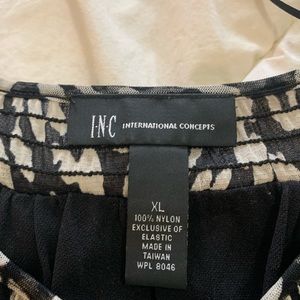 I·N·C INTERNATIONAL CONCEPTS
XL
100% NYLON
EXCLUSIVE OF
ELASTIC
MADE IN
TAIWAN
WPL 8046